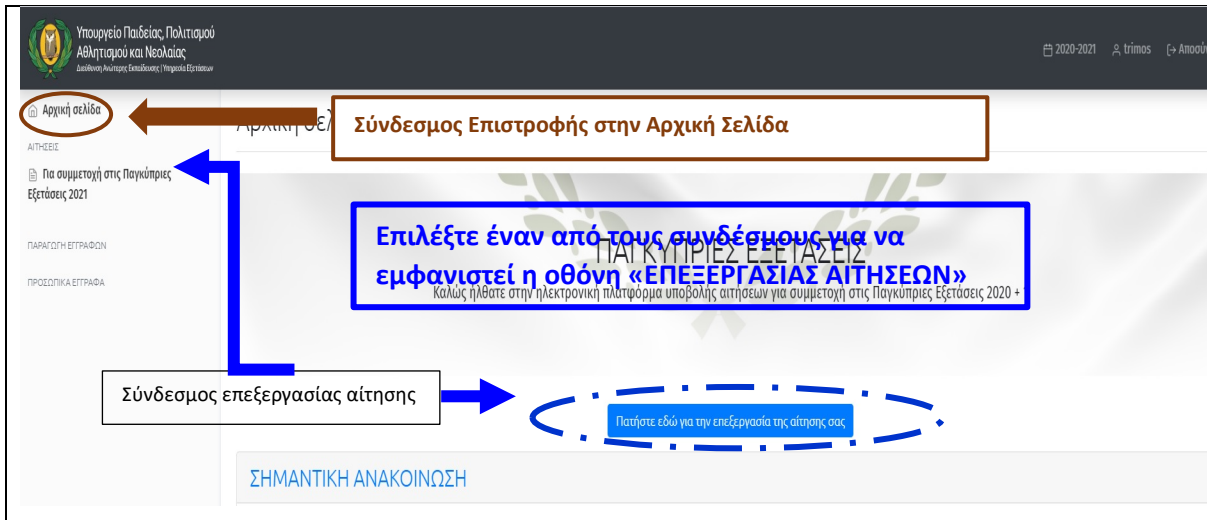 Υπουργείο Παιδείας, Πολιτισμού
Αθλητισμού και Νεολαίας
Διεύθυνση Ανώτερης Εκπαίδευσης | Υπηρεσία Εξετάσεων
2020-2021 trimos Αποσύν
Αρχική σελίδα
Αρχική σελ
Σύνδεσμος Επιστροφής στην Αρχική Σελίδα
ΑΙΤΗΣΕΙΣ
Για συμμετοχή στις Παγκύπριες
Εξετάσεις 2021
ΠΑΡΑΓΩΓΗ ΕΓΓΡΑΦΩΝ
ΠΡΟΣΩΠΙΚΑ ΕΓΓΡΑΦΑ
Επιλέξτε έναν από τους συνδέσμους για να
εμφανιστεί η οθόνη «ΕΠΕΞΕΡΓΑΣΙΑΣ ΑΙΤΗΣΕΩΝ»
ΠΑΓΚΥΠΡΙΕΣ ΕΞΕΤΑΣΕΙΣ
Καλώς ήλθατε στην ηλεκτρονική πλατφόρμα υποβολής αιτήσεων για συμμετοχή στις Παγκύπριες Εξετάσεις 2020 +
Σύνδεσμος επεξεργασίας αίτησης
Πατήστε εδώ για την επεξεργασία της αίτησης σας
ΣΗΜΑΝΤΙΚΗ ΑΝΑΚΟΙΝΩΣΗ